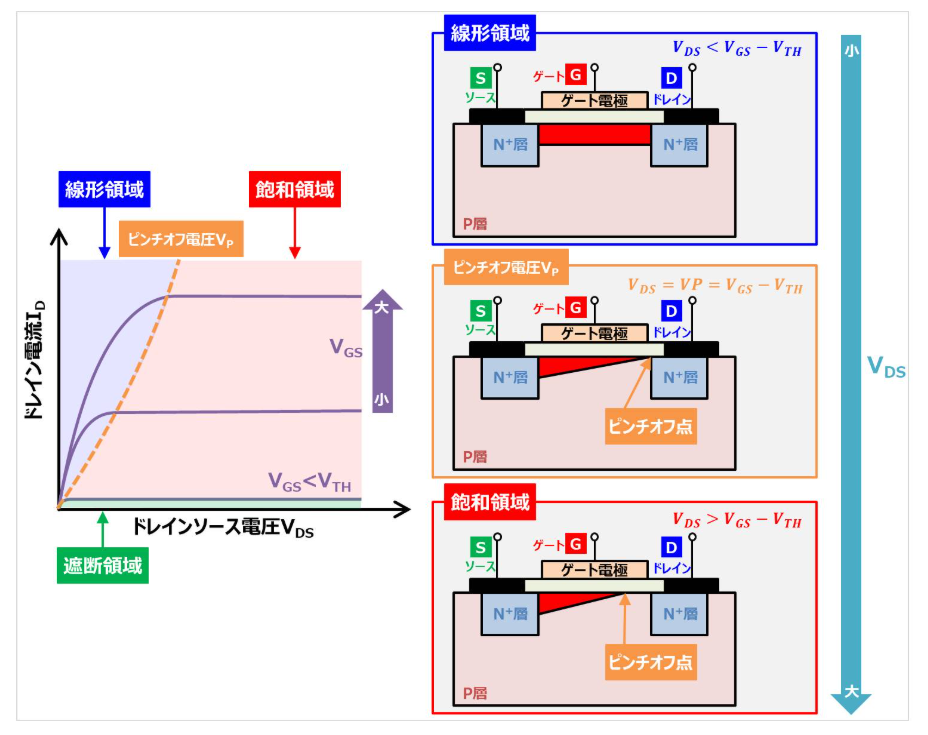 線形領域
飽和領域
ピンチオフ電圧VP
ドレイン電流ID
大
VGS
小
VGS<VTH
ドレインソース電圧VDS
遮断領域
線形領域
VDS < VGS − VTH
S
ソース
ゲート G
D
ドレイン
ゲート電極
N+層
N+層
P層
ピンチオフ電圧VP
VDS = VP = VGS − VTH
S
ソース
ゲート G
D
ドレイン
ゲート電極
N+層
N+層
ピンチオフ点
P層
飽和領域
VDS > VGS − VTH
S
ソース
ゲート G
D
ドレイン
ゲート電極
N+層
N+層
ピンチオフ点
P層
小
VDS
大